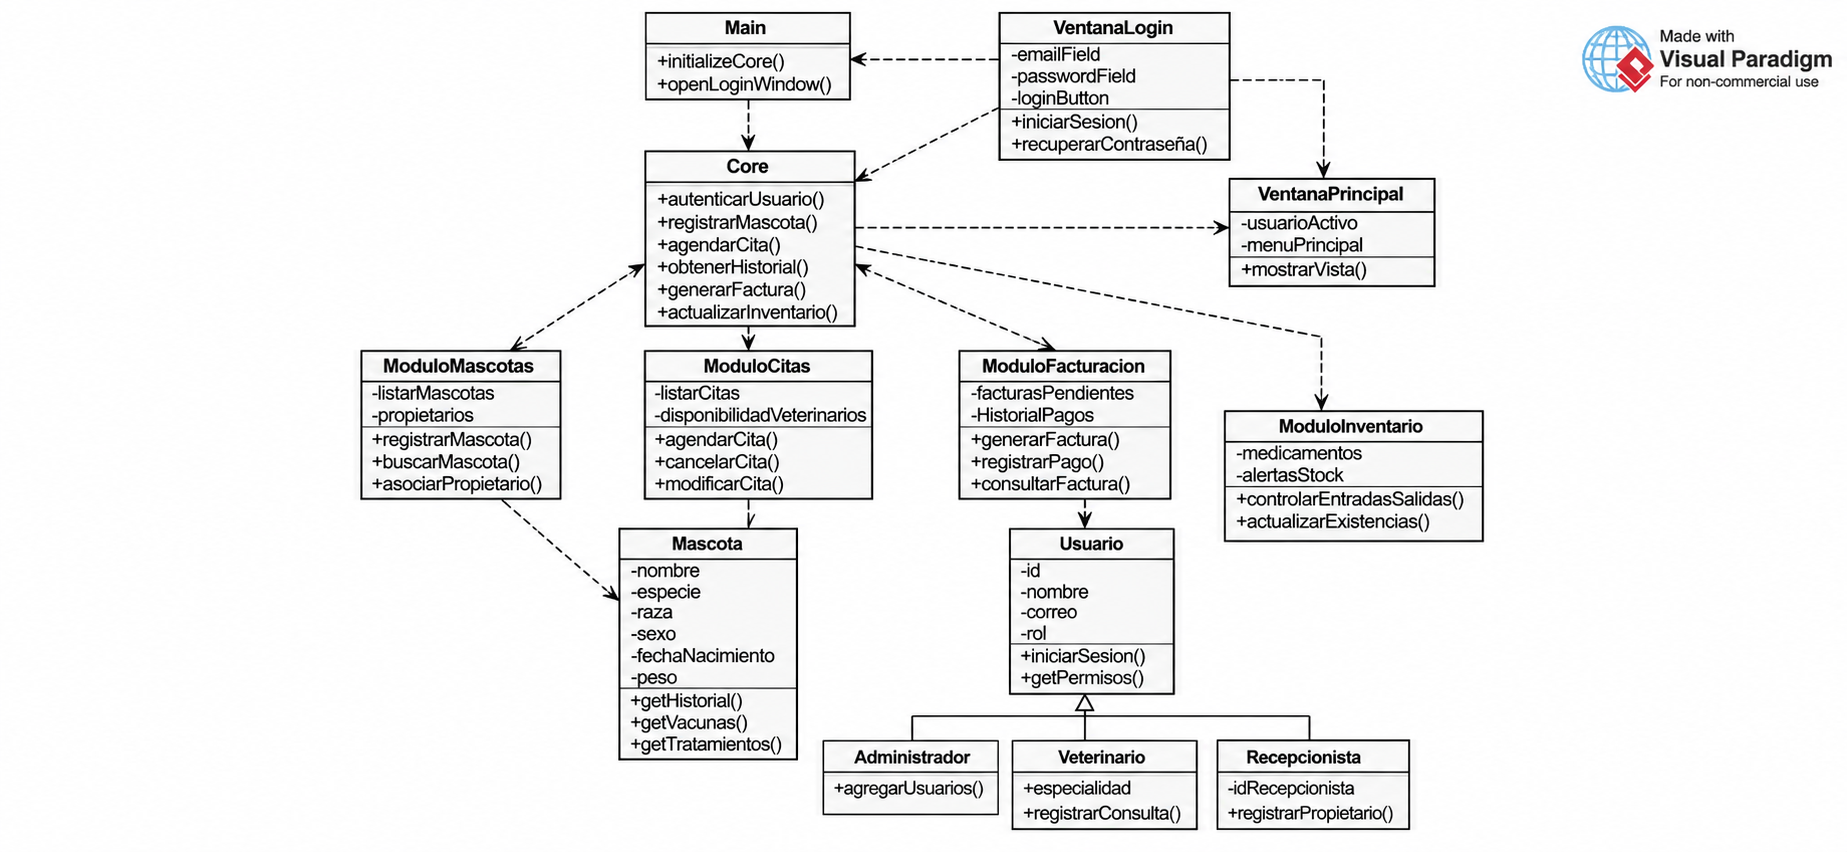 Main
+initializeCore()
+openLoginWindow()
VentanaLogin
-emailField
-passwordField
-loginButton
+iniciarSesion()
+recuperarContraseña()
Made with
Visual Paradigm
For non-commercial use
Core
+autenticarUsuario()
+registrarMascota()
+agendarCita()
+obtenerHistorial()
+generarFactura()
+actualizarInventario()
VentanaPrincipal
-usuarioActivo
-menuPrincipal
+mostrarVista()
ModuloMascotas
-listarMascotas
-propietarios
+registrarMascota()
+buscarMascota()
+asociarPropietario()
ModuloCitas
-listarCitas
-disponibilidadVeterinarios
+agendarCita()
+cancelarCita()
+modificarCita()
ModuloFacturacion
-facturasPendientes
-HistorialPagos
+generarFactura()
+registrarPago()
+consultarFactura()
ModuloInventario
-medicamentos
-alertasStock
+controlarEntradasSalidas()
+actualizarExistencias()
Mascota
-nombre
-especie
-raza
-sexo
-fechaNacimiento
-peso
+getHistorial()
+getVacunas()
+getTratamientos()
Usuario
-id
-nombre
-correo
-rol
+iniciarSesion()
+getPermisos()
Administrador
+agregarUsuarios()
Veterinario
+especialidad
+registrarConsulta()
Recepcionista
-idRecepcionista
+registrarPropietario()